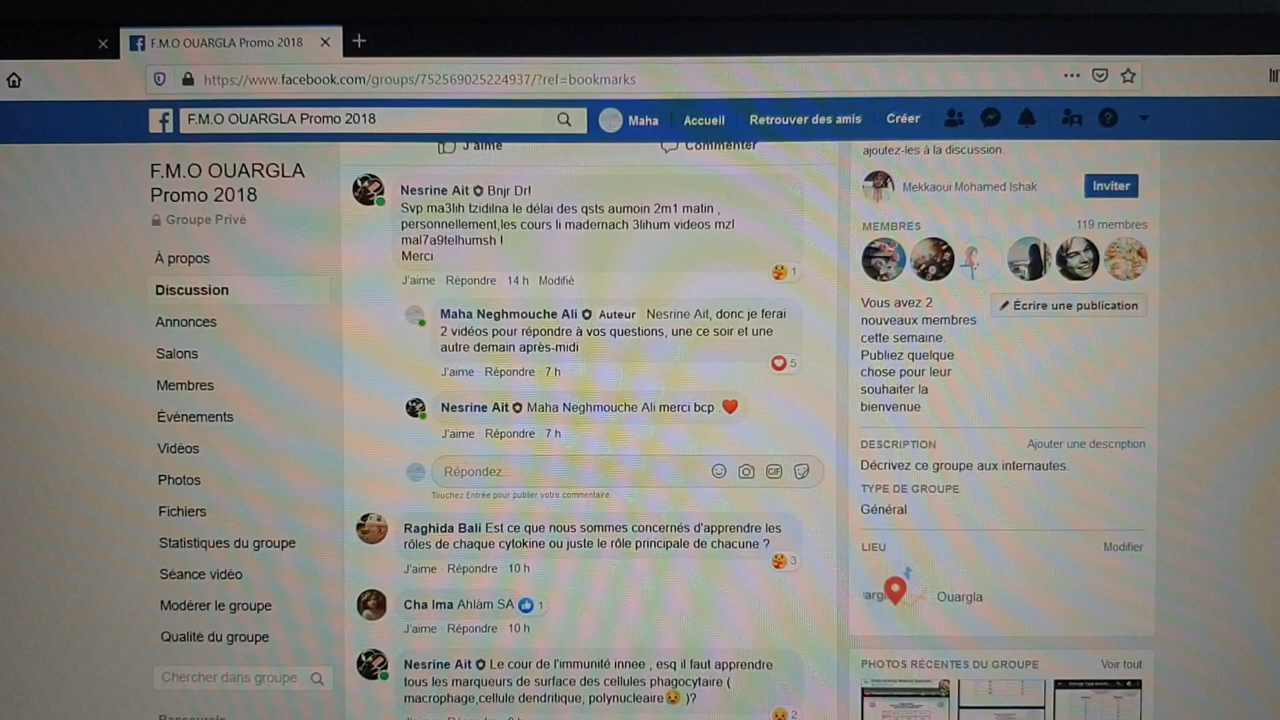 F.M.O OUARGLA Promo 2018
https://www.facebook.com/groups/752569025224937/?ref=bookmarks
F.M.O OUARGLA Promo 2018
Maha
Accueil
Retrouver des amis
Créer
F.M.O OUARGLA
Promo 2018
Groupe Privé
À propos
Discussion
Annonces
Salons
Membres
Évènements
Vidéos
Photos
Fichiers
Statistiques du groupe
Séance vidéo
Modérer le groupe
Qualité du groupe
Chercher dans groupe
J'aime
Commenter
Nesrine Ait Bnjr Dr!
Svp ma3lih tzidilna le délai des qsts aumoin 2m1 matin ,
personnellement,les cours li madernach 3lihum videos mzl
mal7a9telhumsh !
Merci
1
J'aime Répondre 14 h Modifié
Maha Neghmouche Ali Auteur Nesrine Ait, donc je ferai
2 vidéos pour répondre à vos questions, une ce soir et une
autre demain après-midi
5
J'aime Répondre 7 h
Nesrine Ait Maha Neghmouche Ali merci bcp ❤️
J'aime Répondre 7 h
Répondez...
GIF
Touchez Entrée pour publier votre commentaire.
Raghida Bali Est ce que nous sommes concernés d'apprendre les
rôles de chaque cytokine ou juste le rôle principale de chacune ?
3
J'aime Répondre 10 h
Cha Ima Ahlàm SA 1
J'aime Répondre 10 h
Nesrine Ait Le cour de l'immunité innee , esq il faut apprendre
tous les marqueurs de surface des cellules phagocytaire (
macrophage,cellule dendritique, polynucleaire😟 )?
2
ajoutez-les à la discussion.
Mekkaoui Mohamed Ishak
Inviter
MEMBRES
119 membres
Vous avez 2
nouveaux membres
cette semaine.
Publiez quelque
chose pour leur
souhaiter la
bienvenue
Écrire une publication
DESCRIPTION
Ajouter une description
Décrivez ce groupe aux internautes.
TYPE DE GROUPE
Général
LIEU
Modifier
Ouargla
PHOTOS RÉCENTES DU GROUPE
Voir tout